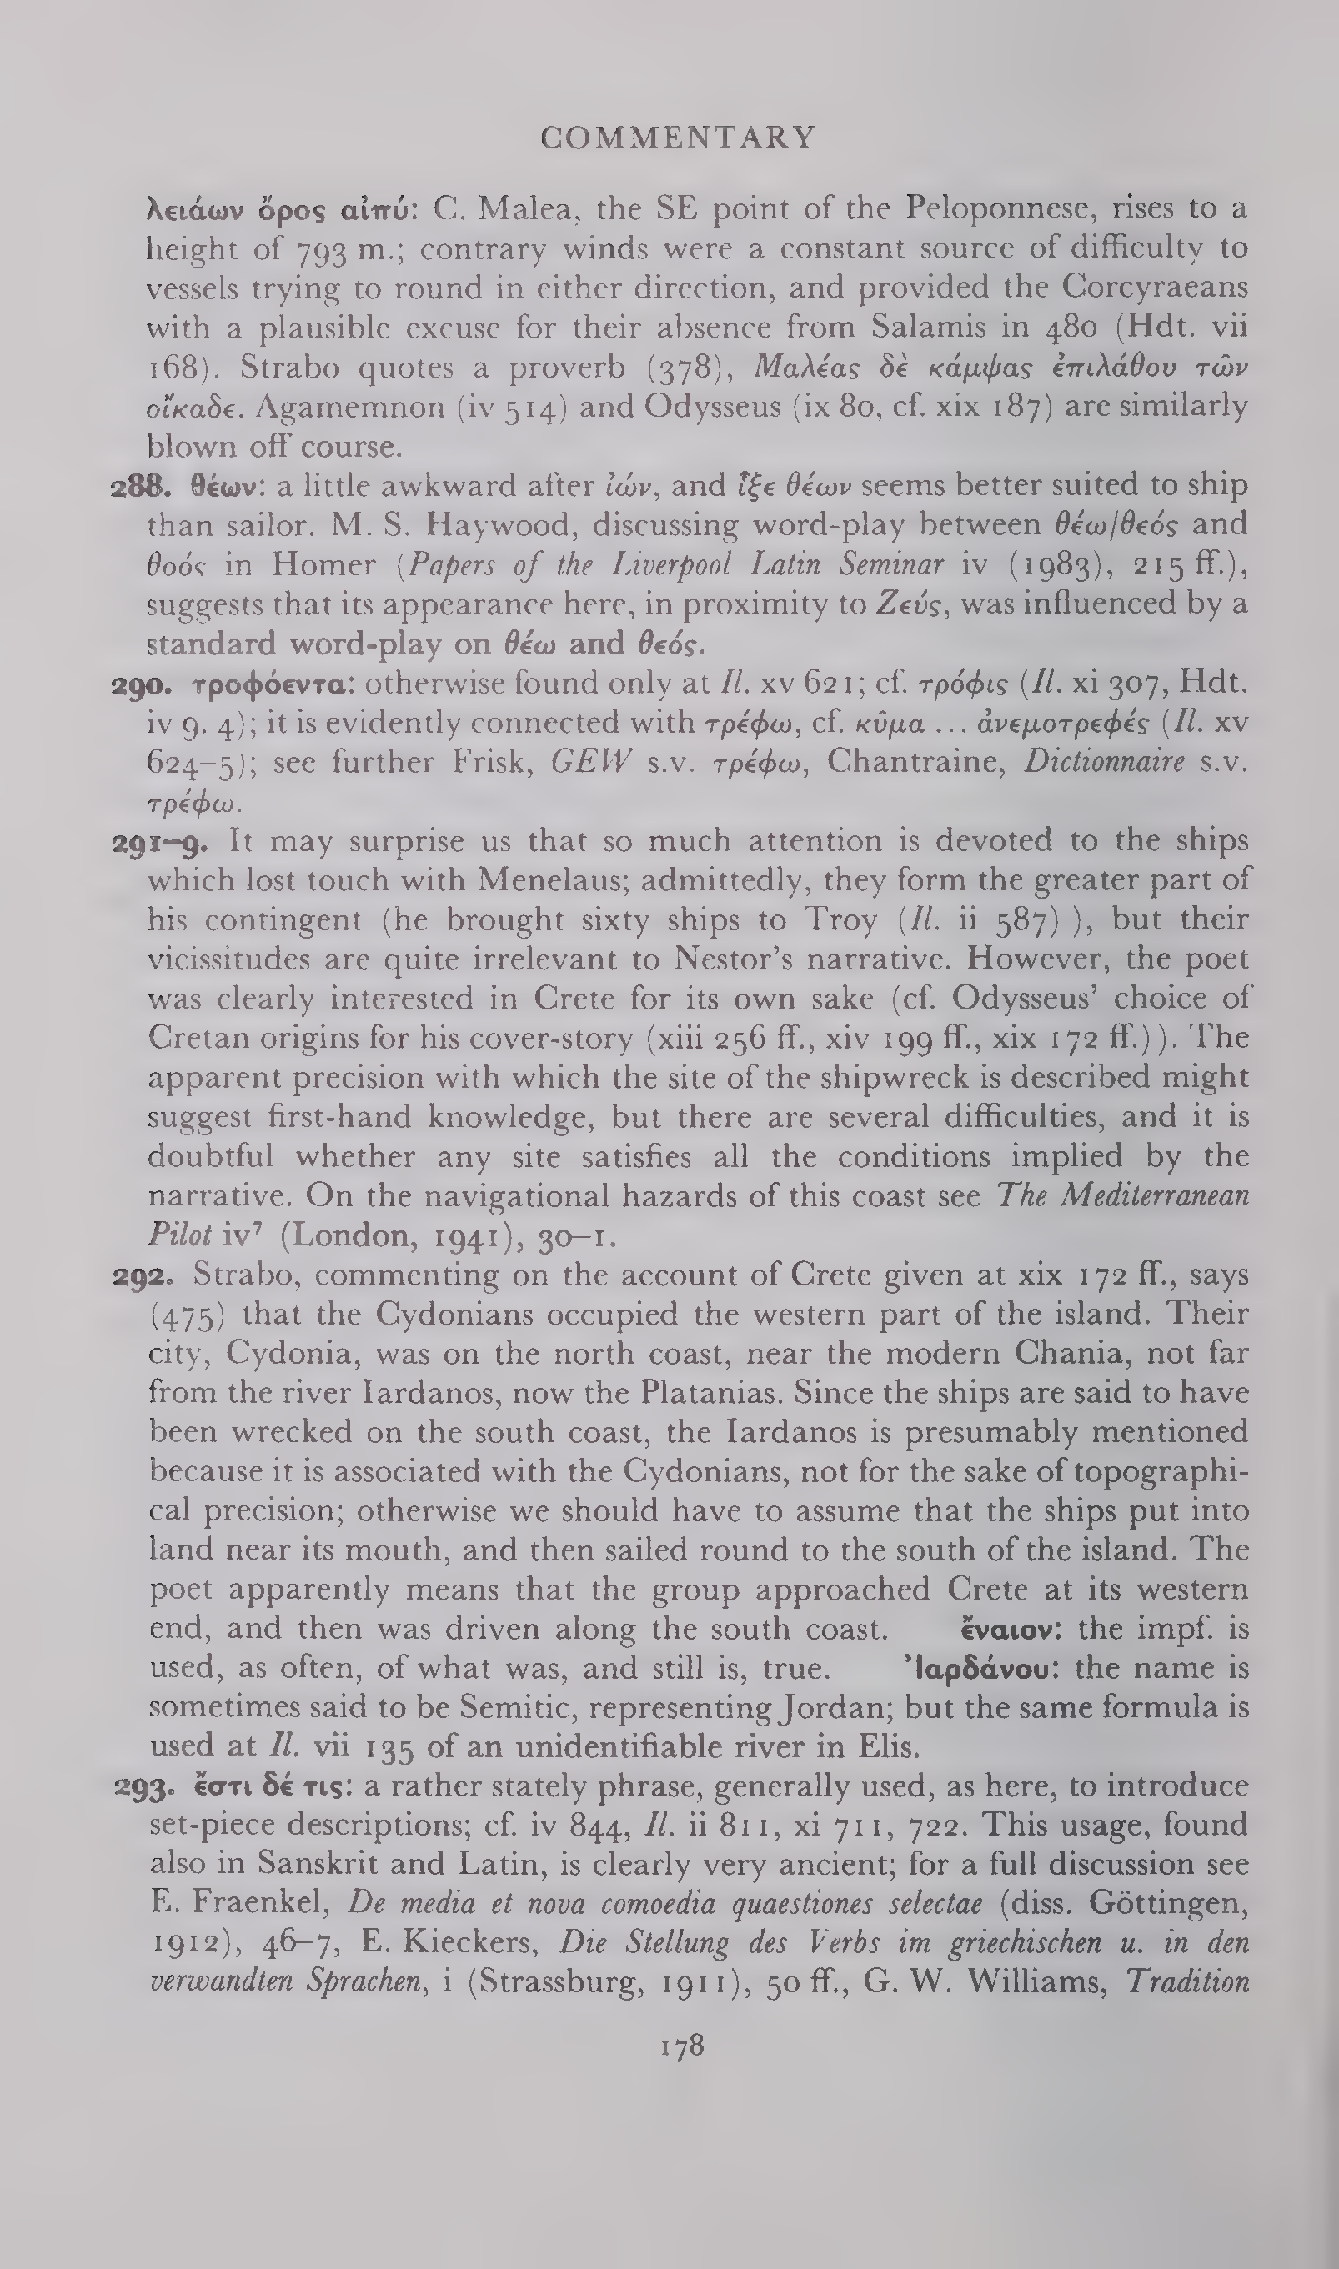 COMMENTARY
λειάων ὄρος αἰπύ: C. Malea, the SE point of the Peloponnese, rises to a
height of 793 m.; contrary winds were a constant source of difficulty to
vessels trying to round in either direction, and provided the Corcyraeans
with a plausible excuse for their absence from Salamis in 480 (Hdt. vii
168). Strabo quotes a proverb (378), Μαλέας δὲ κάμψας ἐπιλάθου τῶν
οἴκαδε. Agamemnon (iv 514) and Odysseus (ix 80, cf. xix 187) are similarly
blown off course.
288. θέων: a little awkward after ἰών, and ἷξε θέων seems better suited to ship
than sailor. M. S. Haywood, discussing word-play between θέω/θεός and
θοός in Homer (Papers of the Liverpool Latin Seminar iv (1983), 215 ff.),
suggests that its appearance here, in proximity to Ζεύς, was influenced by a
standard word-play on θέω and θεός.
290. τροφόεντα: otherwise found only at Il. xv 621; cf. τρόφις (Il. xi 307, Hdt.
iv 9. 4); it is evidently connected with τρέφω, cf. κῦμα ... ἀνεμοτρεφές (Il. xv
624–5); see further Frisk, GEW s.v. τρέφω, Chantraine, Dictionnaire s.v.
τρέφω.
291–9. It may surprise us that so much attention is devoted to the ships
which lost touch with Menelaus; admittedly, they form the greater part of
his contingent (he brought sixty ships to Troy (Il. ii 587) ), but their
vicissitudes are quite irrelevant to Nestor’s narrative. However, the poet
was clearly interested in Crete for its own sake (cf. Odysseus’ choice of
Cretan origins for his cover-story (xiii 256 ff., xiv 199 ff., xix 172 ff.) ). The
apparent precision with which the site of the shipwreck is described might
suggest first-hand knowledge, but there are several difficulties, and it is
doubtful whether any site satisfies all the conditions implied by the
narrative. On the navigational hazards of this coast see The Mediterranean
Pilot iv⁷ (London, 1941), 30–1.
292. Strabo, commenting on the account of Crete given at xix 172 ff., says
(475) that the Cydonians occupied the western part of the island. Their
city, Cydonia, was on the north coast, near the modern Chania, not far
from the river Iardanos, now the Platanias. Since the ships are said to have
been wrecked on the south coast, the Iardanos is presumably mentioned
because it is associated with the Cydonians, not for the sake of topographi-
cal precision; otherwise we should have to assume that the ships put into
land near its mouth, and then sailed round to the south of the island. The
poet apparently means that the group approached Crete at its western
end, and then was driven along the south coast. ἔναιον: the impf. is
used, as often, of what was, and still is, true. Ἰαρδάνου: the name is
sometimes said to be Semitic, representing Jordan; but the same formula is
used at Il. vii 135 of an unidentifiable river in Elis.
293. ἔστι δέ τις: a rather stately phrase, generally used, as here, to introduce
set-piece descriptions; cf. iv 844, Il. ii 811, xi 711, 722. This usage, found
also in Sanskrit and Latin, is clearly very ancient; for a full discussion see
E. Fraenkel, De media et nova comoedia quaestiones selectae (diss. Göttingen,
1912), 46–7, E. Kieckers, Die Stellung des Verbs im griechischen u. in den
verwandten Sprachen, i (Strassburg, 1911), 50 ff., G. W. Williams, Tradition
178